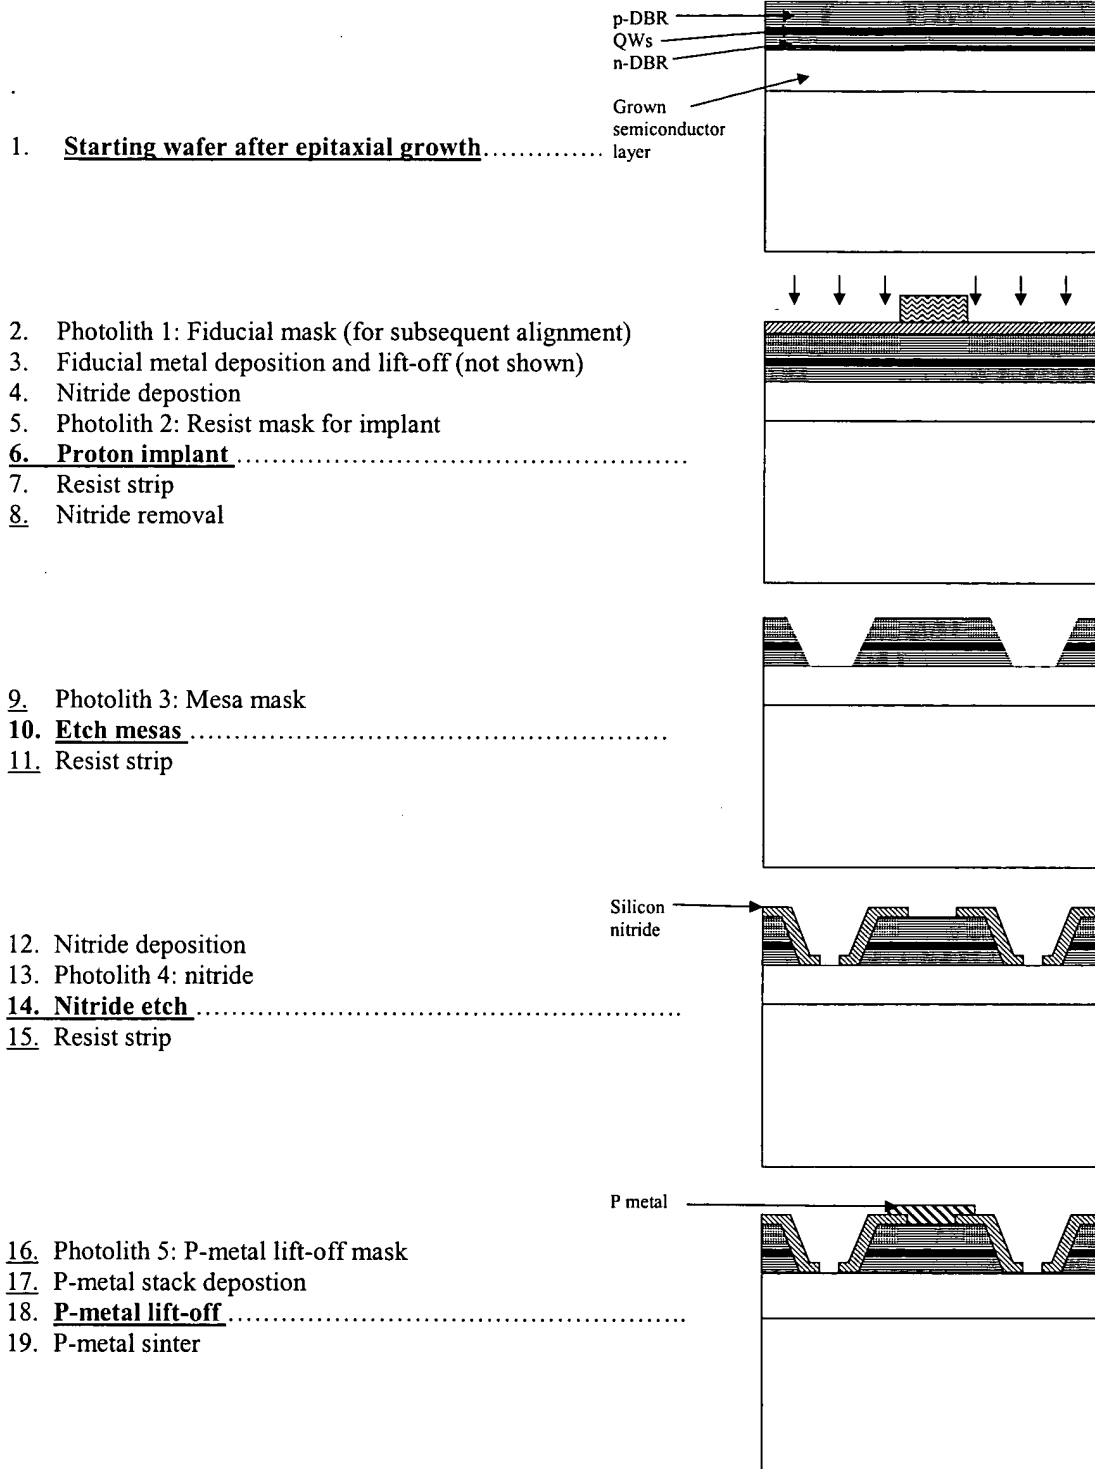 p-DBR
QWs
n-DBR
Grown
semiconductor
layer
1. Starting wafer after epitaxial growth..............
2. Photolith 1: Fiducial mask (for subsequent alignment)
3. Fiducial metal deposition and lift-off (not shown)
4. Nitride depostion
5. Photolith 2: Resist mask for implant
6. Proton implant ..................................................
7. Resist strip
8. Nitride removal
9. Photolith 3: Mesa mask
10. Etch mesas .....................................................
11. Resist strip
Silicon
nitride
12. Nitride deposition
13. Photolith 4: nitride
14. Nitride etch ......................................................
15. Resist strip
P metal
16. Photolith 5: P-metal lift-off mask
17. P-metal stack depostion
18. P-metal lift-off ...................................................
19. P-metal sinter